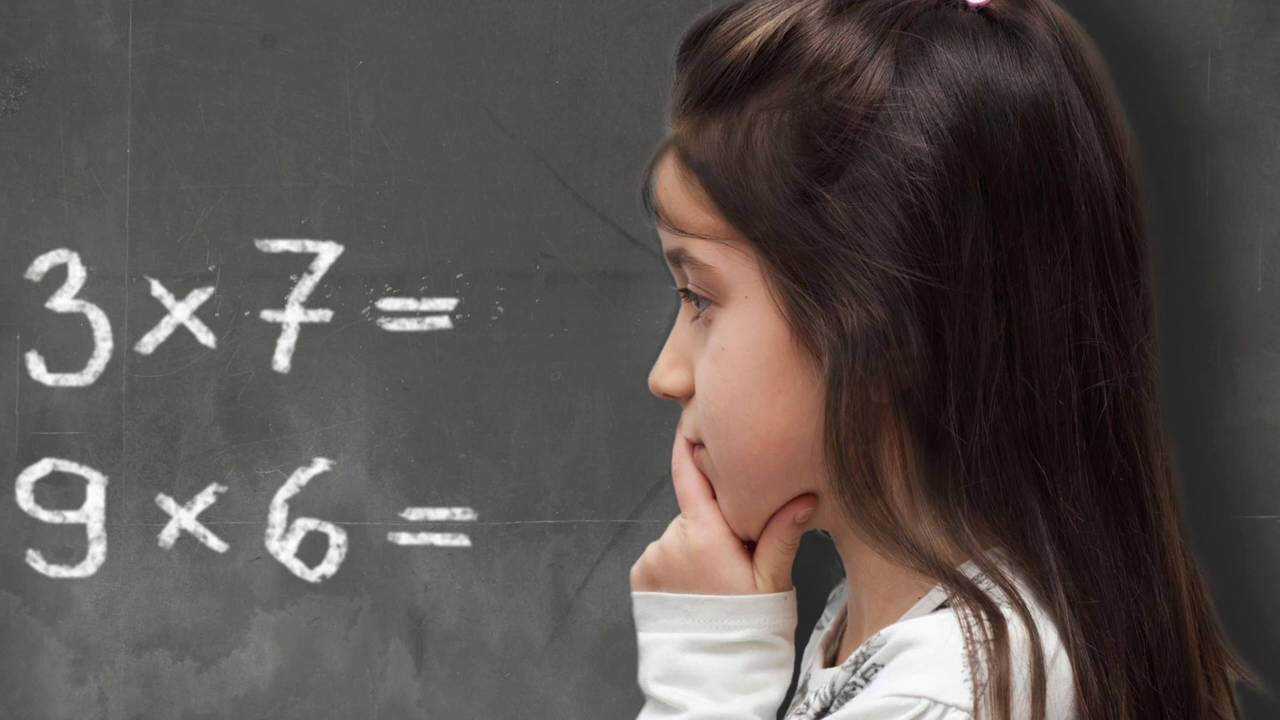 3 × 7 =
9 × 6 =